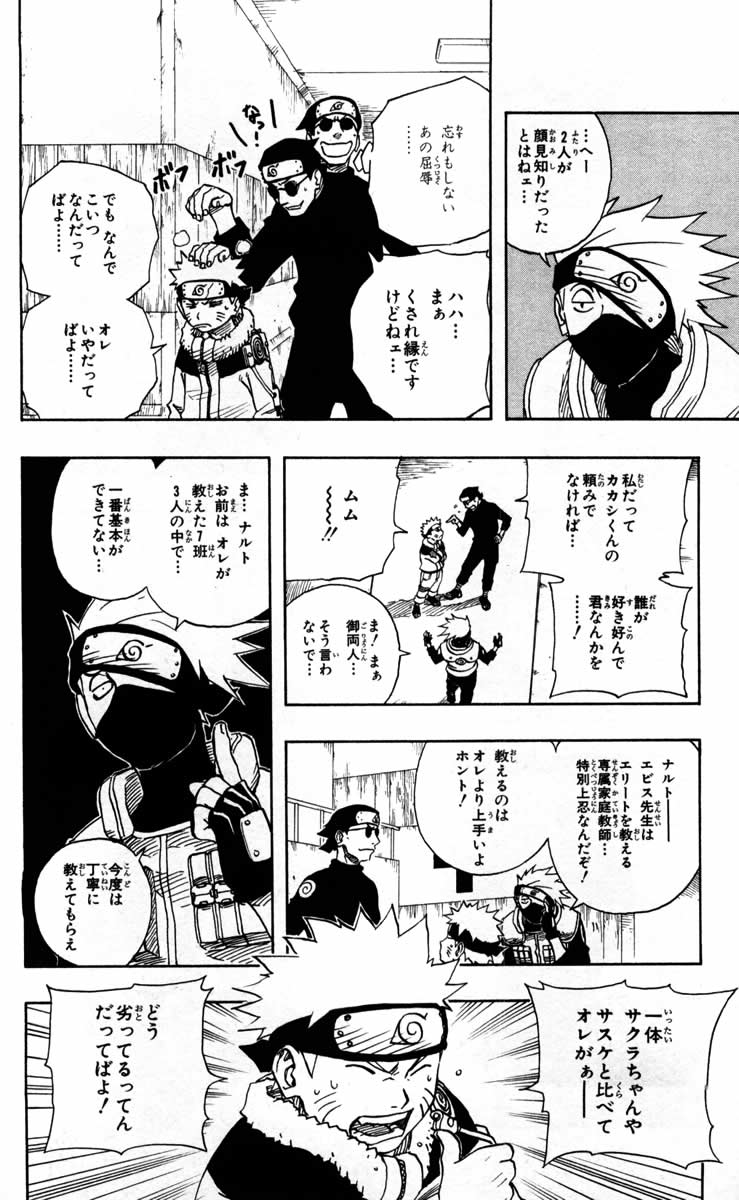 …へー
2人が
顔見知りだった
とはねェ…
忘れもしない
あの屈辱
ハハ…
まぁ
くされ縁です
けどねェ…
なっ!
ボフ
ボフ
でも なんで
こいつ
なんだって
ばよ……
オレ
いやだって
ばよ……
私だって
カカシくんの
頼みで
なければ…
誰が
好き好んで
君なんかを
……!
ムム
〜!!
ま! まぁ
御両人…
そう言わ
ないで…
ま… ナルト
お前は オレが
教えた7班
3人の中で…
一番基本が
できてない…
今度は
丁寧に
教えてもらえ
ナルト――
エビス先生は
エリートを教える
専属家庭教師…
特別上忍なんだぞ!
教えるのは
オレより上手いよ
ホント!
一体
サクラちゃんや
サスケと比べて
オレがぁ――
どう
劣ってるってん
だってばよ!